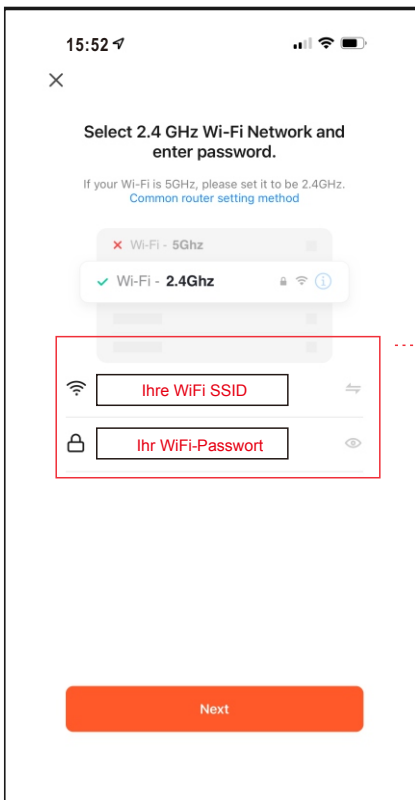 15:52
Select 2.4 GHz Wi-Fi Network and
enter password.
If your Wi-Fi is 5GHz, please set it to be 2.4GHz.
Common router setting method
Wi-Fi - 5Ghz
Wi-Fi - 2.4Ghz
Ihre WiFi SSID
Ihr WiFi-Passwort
Next